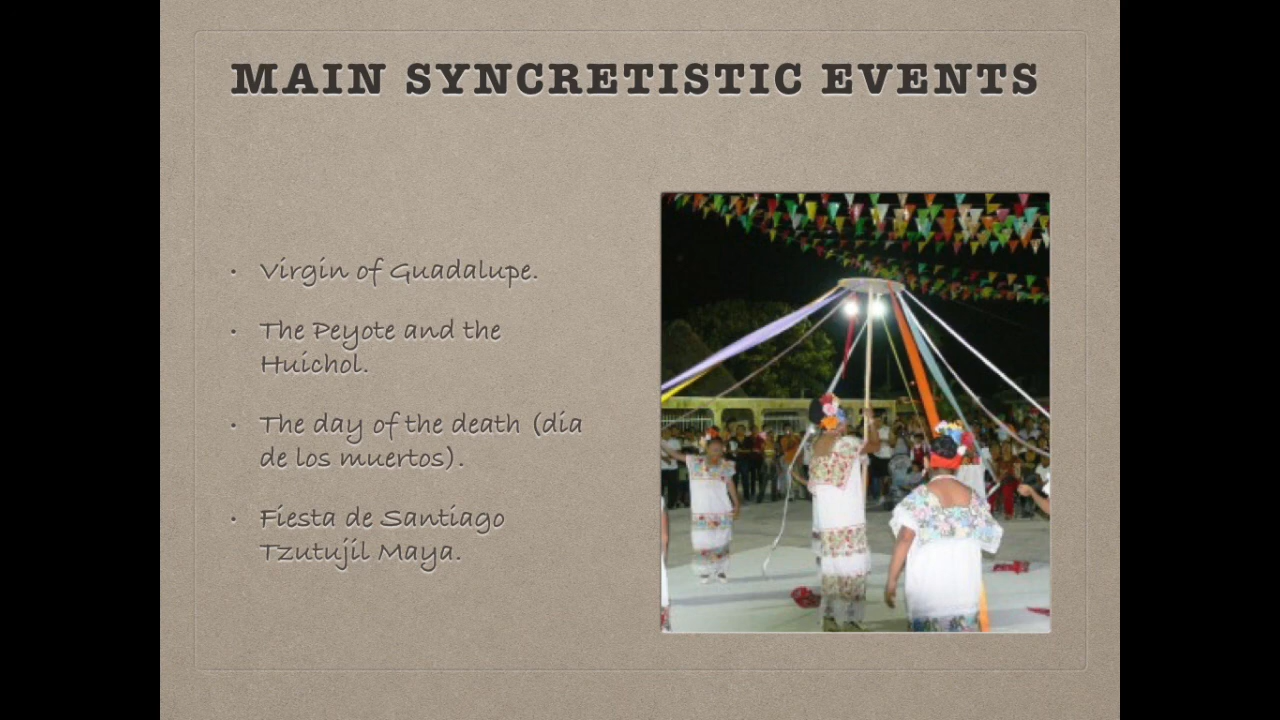 MAIN SYNCRETISTIC EVENTS
• Virgin of Guadalupe.
• The Peyote and the
Huichol.
• The day of the death (dia
de los muertos).
• Fiesta de Santiago
Tzutujil Maya.